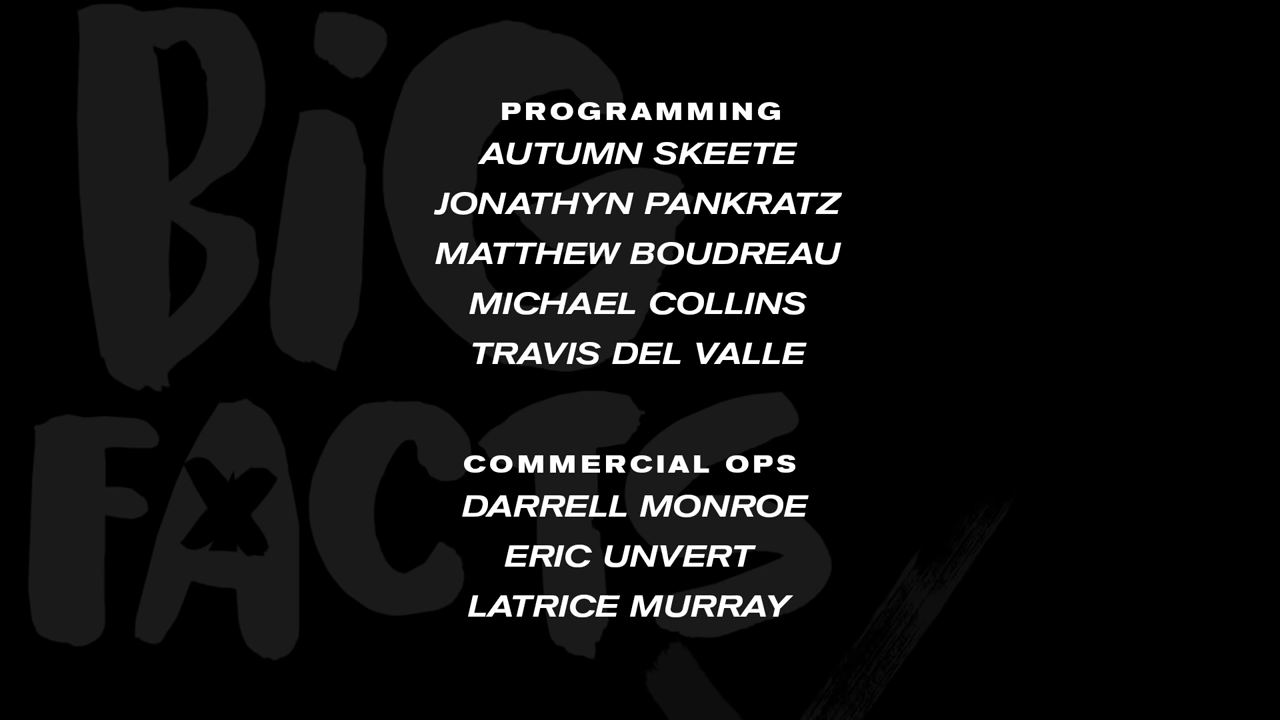 BiG
FACTS
PROGRAMMING
AUTUMN SKEETE
JONATHYN PANKRATZ
MATTHEW BOUDREAU
MICHAEL COLLINS
TRAVIS DEL VALLE
COMMERCIAL OPS
DARRELL MONROE
ERIC UNVERT
LATRICE MURRAY